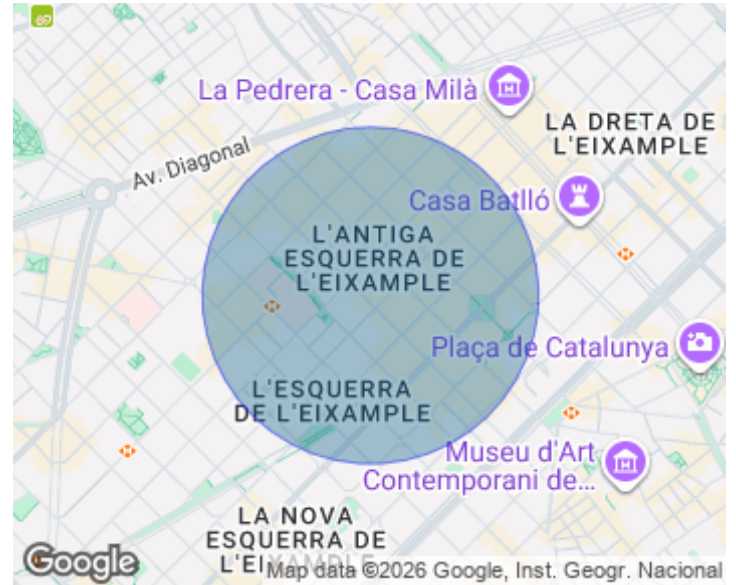 La Pedrera - Casa Milà
LA DRETA DE
L'EIXAMPLE
Av. Diagonal
Casa Batlló
L'ANTIGA
ESQUERRA DE
L'EIXAMPLE
Plaça de Catalunya
L'ESQUERRA
DE L'EIXAMPLE
Museu d'Art
Contemporani de...
LA NOVA
ESQUERRA DE
L'EIXAMPLE
Google
Map data ©2026 Google, Inst. Geogr. Nacional